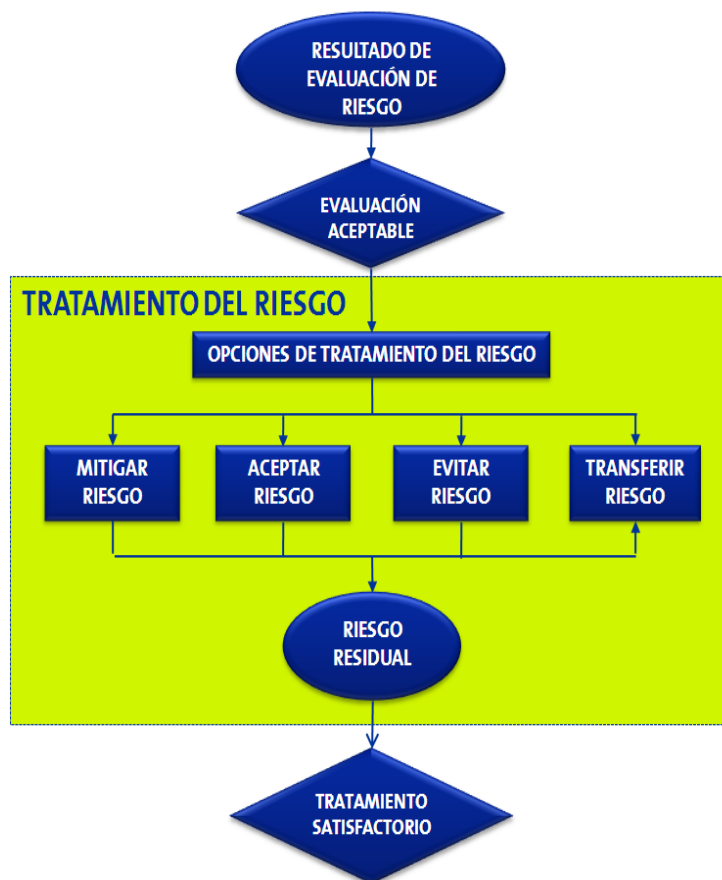 RESULTADO DE
EVALUACIÓN DE
RIESGO
EVALUACIÓN
ACEPTABLE
TRATAMIENTO DEL RIESGO
OPCIONES DE TRATAMIENTO DEL RIESGO
MITIGAR
RIESGO
ACEPTAR
RIESGO
EVITAR
RIESGO
TRANSFERIR
RIESGO
RIESGO
RESIDUAL
TRATAMIENTO
SATISFACTORIO